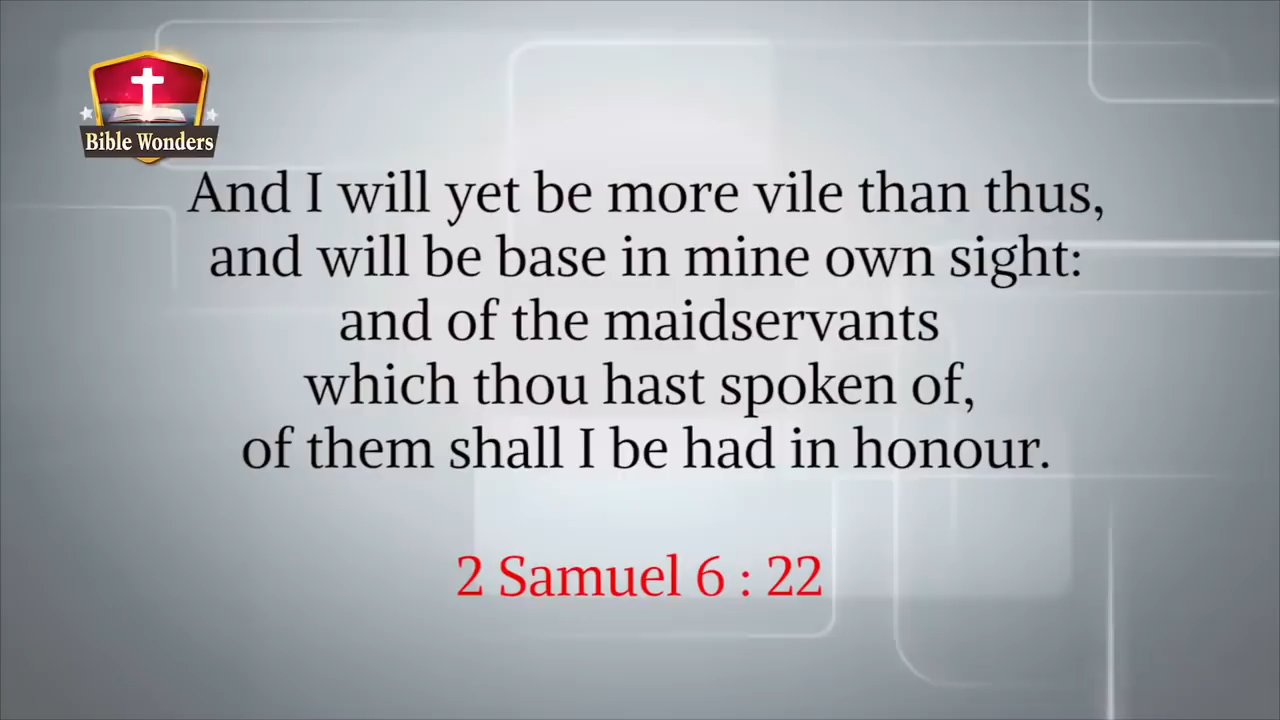 Bible Wonders
And I will yet be more vile than thus,
and will be base in mine own sight:
and of the maidservants
which thou hast spoken of,
of them shall I be had in honour.
2 Samuel 6 : 22